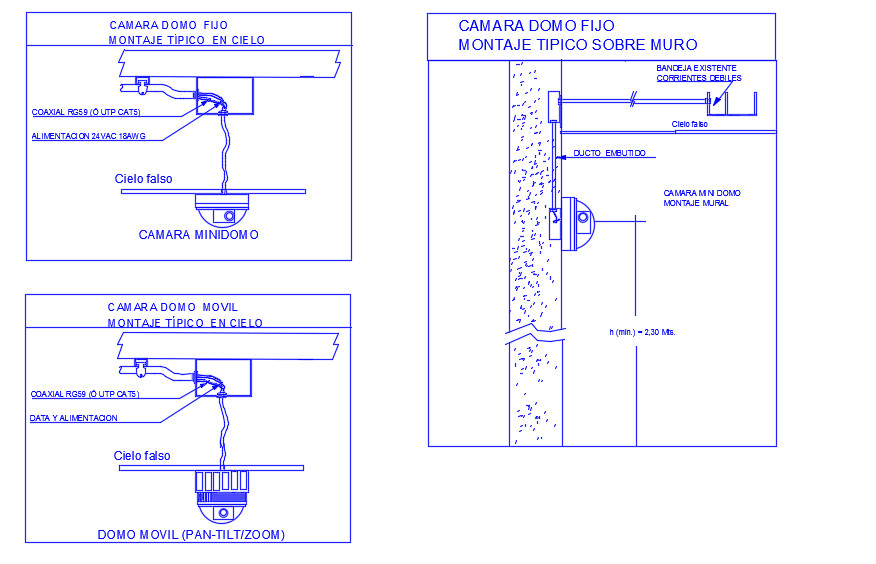 CAMARA DOMO FIJO
MONTAJE TÌPICO EN CIELO
COAXIAL RG59 (Ó UTP CAT5)
ALIMENTACION 24VAC 18AWG
Cielo falso
CAMARA MINIDOMO
CAMARA DOMO MOVIL
MONTAJE TÌPICO EN CIELO
COAXIAL RG59 (Ó UTP CAT5)
DATA Y ALIMENTACION
Cielo falso
DOMO MOVIL (PAN-TILT/ZOOM)
CAMARA DOMO FIJO
MONTAJE TIPICO SOBRE MURO
BANDEJA EXISTENTE
CORRIENTES DEBILES
Cielo falso
DUCTO EMBUTIDO
CAMARA MINI DOMO
MONTAJE MURAL
h (mín.) = 2,30 Mts.